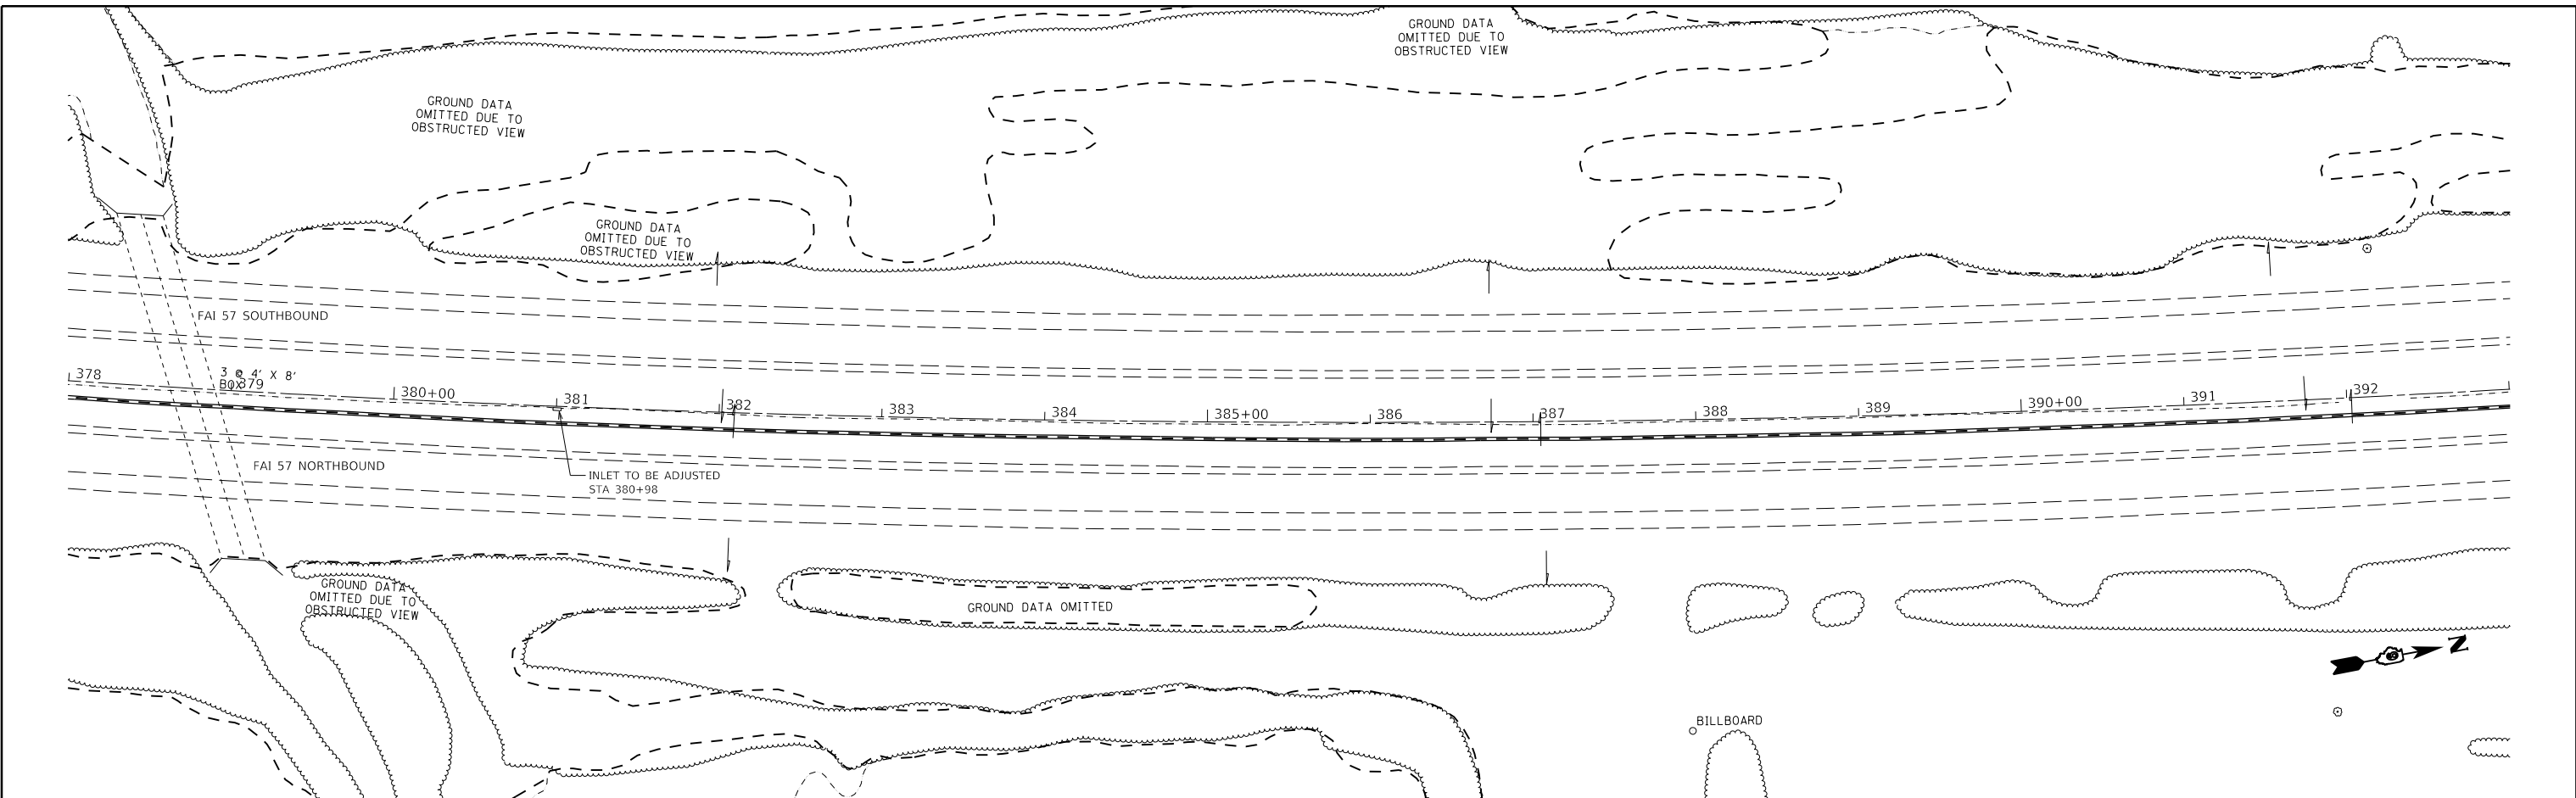 GROUND DATA
OMITTED DUE TO
OBSTRUCTED VIEW
GROUND DATA
OMITTED DUE TO
OBSTRUCTED VIEW
GROUND DATA
OMITTED DUE TO
OBSTRUCTED VIEW
FAI 57 SOUTHBOUND
3 @ 4' X 8'
BOX
378
379
380+00
381
382
383
384
385+00
386
387
388
389
390+00
391
392
FAI 57 NORTHBOUND
INLET TO BE ADJUSTED
STA 380+98
GROUND DATA
OMITTED DUE TO
OBSTRUCTED VIEW
GROUND DATA OMITTED
N
BILLBOARD